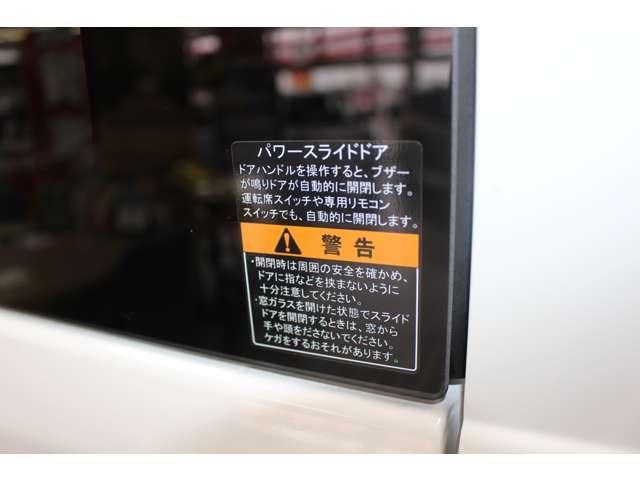 パワースライドドア
ドアハンドルを操作すると、ブザー
が鳴りドアが自動的に開閉します。
運転席スイッチや専用リモコン
スイッチでも、自動的に開閉します。
警告
・開閉時は周囲の安全を確かめ、
ドアに指などを挟まないように
十分注意してください。
・窓ガラスを開けた状態でスライド
ドアを開閉するときは、窓から
手や頭をださないでください。
ケガをするおそれがあります。